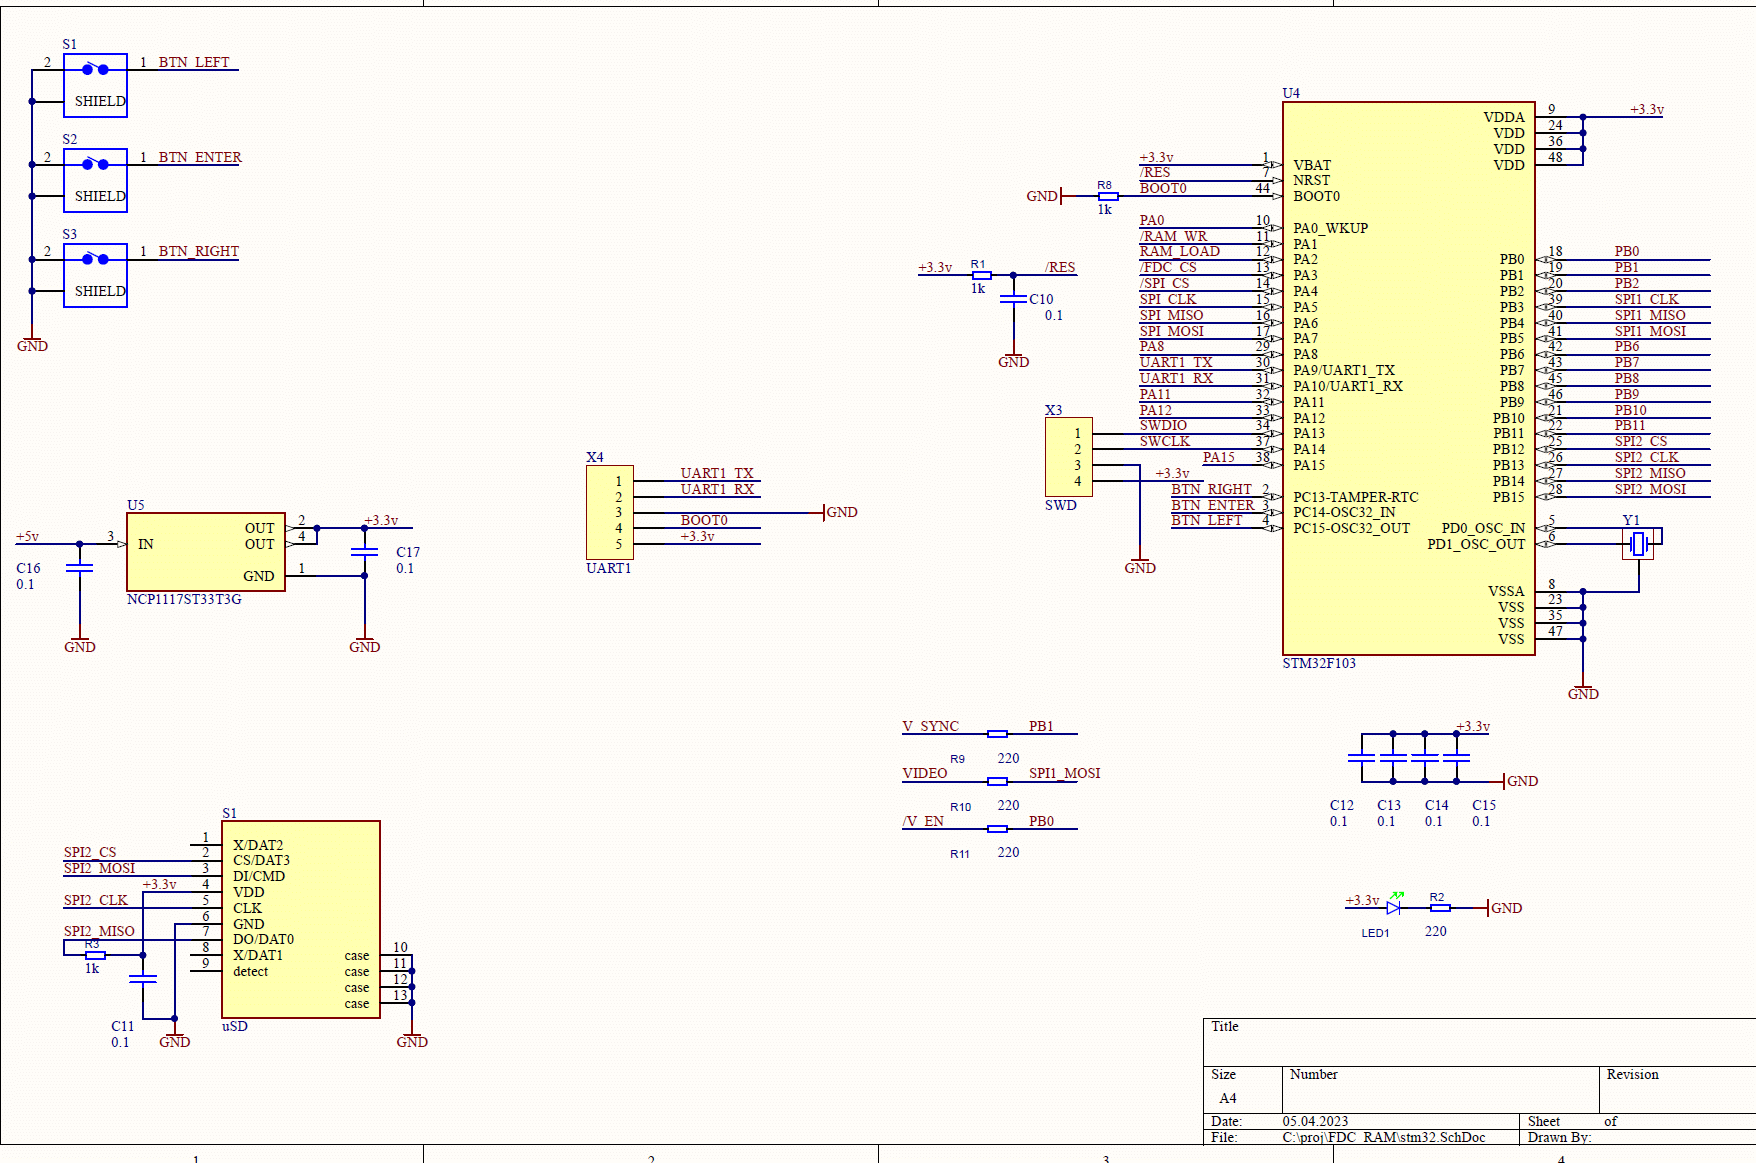 S1
2
1
BTN_LEFT
SHIELD
S2
2
1
BTN_ENTER
SHIELD
S3
2
1
BTN_RIGHT
SHIELD
GND
U5
+5v
3
IN
OUT
OUT
GND
2
4
1
+3.3v
C16
0.1
C17
0.1
NCP1117ST33T3G
GND
GND
X4
1
2
3
4
5
UART1_TX
UART1_RX
GND
BOOT0
+3.3v
UART1
GND
R8
1k
+3.3v
R1
1k
/RES
C10
0.1
GND
X3
1
2
3
4
SWD
+3.3v
GND
U4
+3.3v 1 VBAT
/RES 7 NRST
BOOT0 44 BOOT0
PA0 10 PA0_WKUP
/RAM_WR 11 PA1
RAM_LOAD 12 PA2
/FDC_CS 13 PA3
/SPI_CS 14 PA4
SPI_CLK 15 PA5
SPI_MISO 16 PA6
SPI_MOSI 17 PA7
PA8 29 PA8
UART1_TX 30 PA9/UART1_TX
UART1_RX 31 PA10/UART1_RX
PA11 32 PA11
PA12 33 PA12
SWDIO 34 PA13
SWCLK 37 PA14
PA15 38 PA15
BTN_RIGHT 2 PC13-TAMPER-RTC
BTN_ENTER 3 PC14-OSC32_IN
BTN_LEFT 4 PC15-OSC32_OUT
VDDA 9 +3.3v
VDD 24
VDD 36
VDD 48
PB0 18 PB0
PB1 19 PB1
PB2 20 PB2
PB3 39 SPI1_CLK
PB4 40 SPI1_MISO
PB5 41 SPI1_MOSI
PB6 42 PB6
PB7 43 PB7
PB8 45 PB8
PB9 46 PB9
PB10 21 PB10
PB11 22 PB11
PB12 25 SPI2_CS
PB13 26 SPI2_CLK
PB14 27 SPI2_MISO
PB15 28 SPI2_MOSI
PD0_OSC_IN 5
PD1_OSC_OUT 6
Y1
VSSA 8
VSS 23
VSS 35
VSS 47
STM32F103
GND
V_SYNC PB1
R9 220
VIDEO SPI1_MOSI
R10 220
/V_EN PB0
R11 220
+3.3v
GND
C12 C13 C14 C15
0.1 0.1 0.1 0.1
+3.3v
LED1
R2
220
GND
S1
1 X/DAT2
SPI2_CS 2 CS/DAT3
SPI2_MOSI 3 DI/CMD
+3.3v 4 VDD
SPI2_CLK 5 CLK
6 GND
SPI2_MISO 7 DO/DAT0
8 X/DAT1
9 detect
R3
1k
case 10
case 11
case 12
case 13
C11
0.1
GND
uSD
GND
Title
Size
A4
Number
Revision
Date: 05.04.2023 Sheet of
File: C:\proj\FDC_RAM\stm32.SchDoc Drawn By:
1 2 3 4